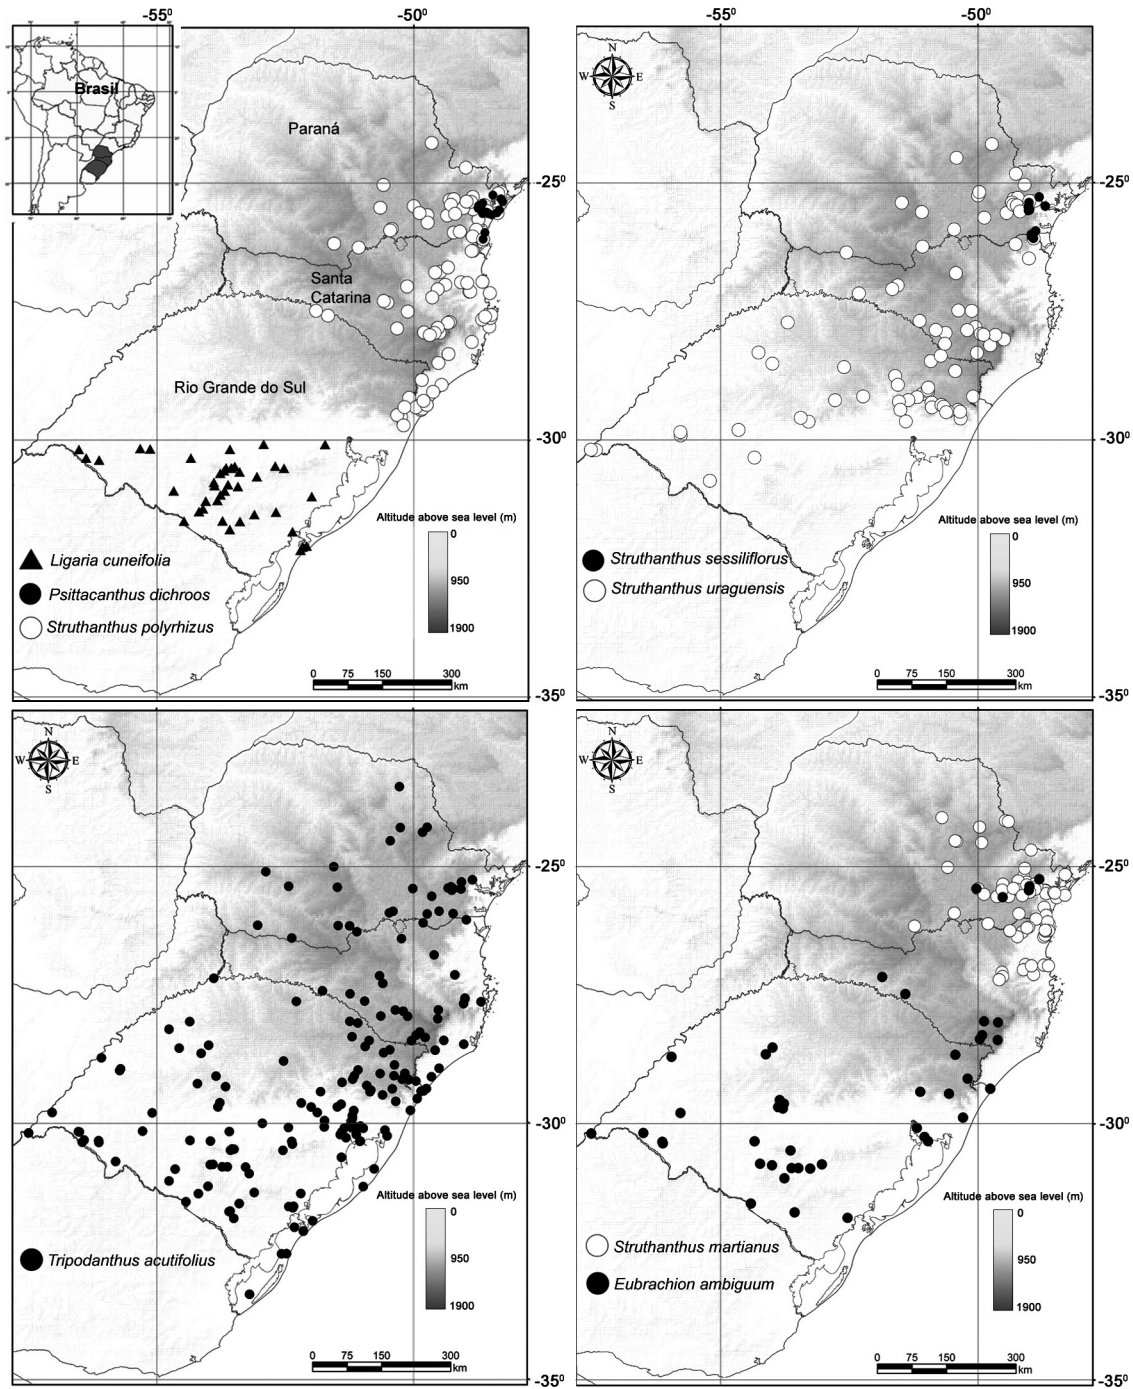 -55⁰ -50⁰
Brasil
Paraná
Santa
Catarina
Rio Grande do Sul
Altitude above sea level (m)
0
950
1900
Ligaria cuneifolia
Psittacanthus dichroos
Struthanthus polyrhizus
0 75 150 300
km
-55⁰ -50⁰
N
W E
S
-25⁰
-30⁰
-35⁰
Altitude above sea level (m)
0
950
1900
Struthanthus sessiliflorus
Struthanthus uraguensis
0 75 150 300
km
N
W E
S
-25⁰
-30⁰
-35⁰
Altitude above sea level (m)
0
950
1900
Tripodanthus acutifolius
0 75 150 300
km
N
W E
S
-25⁰
-30⁰
-35⁰
Altitude above sea level (m)
0
950
1900
Struthanthus martianus
Eubrachion ambiguum
0 75 150 300
km
-25⁰
-30⁰
-35⁰